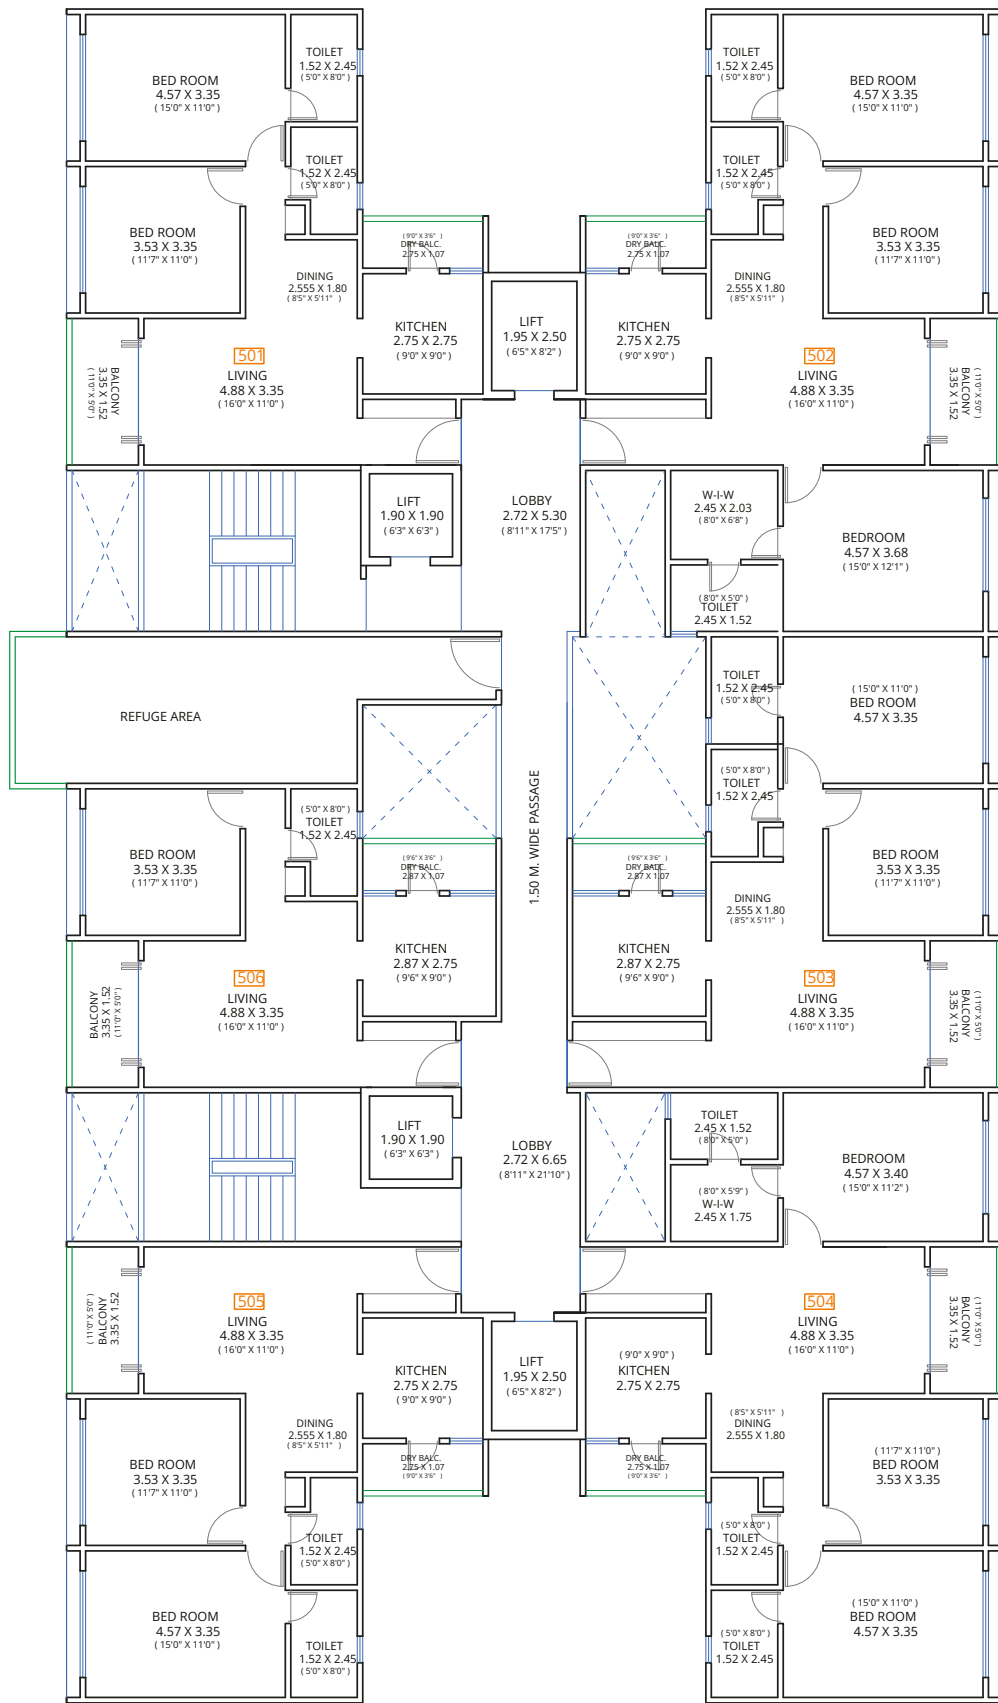 TOILET
1.52 X 2.45
( 5'0" X 8'0" )
BED ROOM
4.57 X 3.35
( 15'0" X 11'0" )
TOILET
1.52 X 2.45
( 5'0" X 8'0" )
BED ROOM
3.53 X 3.35
( 11'7" X 11'0" )
( 9'0" X 3'6" )
DRY BALC.
2.75 X 1.07
DINING
2.555 X 1.80
( 8'5" X 5'11" )
KITCHEN
2.75 X 2.75
( 9'0" X 9'0" )
LIFT
1.95 X 2.50
( 6'5" X 8'2" )
501
LIVING
4.88 X 3.35
( 16'0" X 11'0" )
BALCONY
3.35 X 1.52
( 11'0" X 5'0" )
TOILET
1.52 X 2.45
( 5'0" X 8'0" )
BED ROOM
4.57 X 3.35
( 15'0" X 11'0" )
TOILET
1.52 X 2.45
( 5'0" X 8'0" )
BED ROOM
3.53 X 3.35
( 11'7" X 11'0" )
( 9'0" X 3'6" )
DRY BALC.
2.75 X 1.07
DINING
2.555 X 1.80
( 8'5" X 5'11" )
KITCHEN
2.75 X 2.75
( 9'0" X 9'0" )
502
LIVING
4.88 X 3.35
( 16'0" X 11'0" )
( 11'0" X 5'0" )
BALCONY
3.35 X 1.52
LIFT
1.90 X 1.90
( 6'3" X 6'3" )
LOBBY
2.72 X 5.30
( 8'11" X 17'5" )
W-I-W
2.45 X 2.03
( 8'0" X 6'8" )
BEDROOM
4.57 X 3.68
( 15'0" X 12'1" )
( 8'0" X 5'0" )
TOILET
2.45 X 1.52
REFUGE AREA
1.50 M. WIDE PASSAGE
TOILET
1.52 X 2.45
( 5'0" X 8'0" )
( 15'0" X 11'0" )
BED ROOM
4.57 X 3.35
( 5'0" X 8'0" )
TOILET
1.52 X 2.45
BED ROOM
3.53 X 3.35
( 11'7" X 11'0" )
( 5'0" X 8'0" )
TOILET
1.52 X 2.45
( 9'6" X 3'6" )
DRY BALC.
2.87 X 1.07
( 9'6" X 3'6" )
DRY BALC.
2.87 X 1.07
BED ROOM
3.53 X 3.35
( 11'7" X 11'0" )
DINING
2.555 X 1.80
( 8'5" X 5'11" )
KITCHEN
2.87 X 2.75
( 9'6" X 9'0" )
KITCHEN
2.87 X 2.75
( 9'6" X 9'0" )
506
LIVING
4.88 X 3.35
( 16'0" X 11'0" )
BALCONY
3.35 X 1.52
( 11'0" X 5'0" )
503
LIVING
4.88 X 3.35
( 16'0" X 11'0" )
( 11'0" X 5'0" )
BALCONY
3.35 X 1.52
LIFT
1.90 X 1.90
( 6'3" X 6'3" )
LOBBY
2.72 X 6.65
( 8'11" X 21'10" )
TOILET
2.45 X 1.52
( 8'0" X 5'0" )
BEDROOM
4.57 X 3.40
( 15'0" X 11'2" )
( 8'0" X 5'9" )
W-I-W
2.45 X 1.75
( 11'0" X 5'0" )
BALCONY
3.35 X 1.52
505
LIVING
4.88 X 3.35
( 16'0" X 11'0" )
KITCHEN
2.75 X 2.75
( 9'0" X 9'0" )
LIFT
1.95 X 2.50
( 6'5" X 8'2" )
( 9'0" X 9'0" )
KITCHEN
2.75 X 2.75
504
LIVING
4.88 X 3.35
( 16'0" X 11'0" )
( 11'0" X 5'0" )
BALCONY
3.35 X 1.52
DINING
2.555 X 1.80
( 8'5" X 5'11" )
DRY BALC.
2.75 X 1.07
( 9'0" X 3'6" )
DRY BALC.
2.75 X 1.07
( 9'0" X 3'6" )
( 8'5" X 5'11" )
DINING
2.555 X 1.80
BED ROOM
3.53 X 3.35
( 11'7" X 11'0" )
( 11'7" X 11'0" )
BED ROOM
3.53 X 3.35
TOILET
1.52 X 2.45
( 5'0" X 8'0" )
( 5'0" X 8'0" )
TOILET
1.52 X 2.45
BED ROOM
4.57 X 3.35
( 15'0" X 11'0" )
TOILET
1.52 X 2.45
( 5'0" X 8'0" )
( 5'0" X 8'0" )
TOILET
1.52 X 2.45
( 15'0" X 11'0" )
BED ROOM
4.57 X 3.35